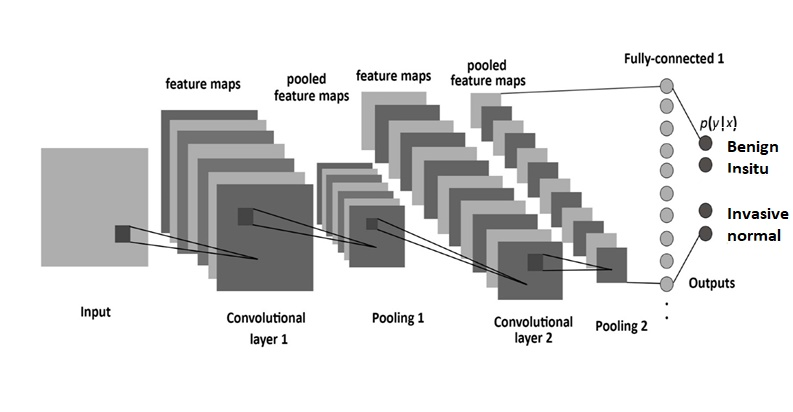 feature maps
pooled
feature maps
feature maps
pooled
feature maps
Fully-connected 1
p(y|x)
Benign
Insitu
Invasive
normal
Outputs
Input
Convolutional
layer 1
Pooling 1
Convolutional
layer 2
Pooling 2